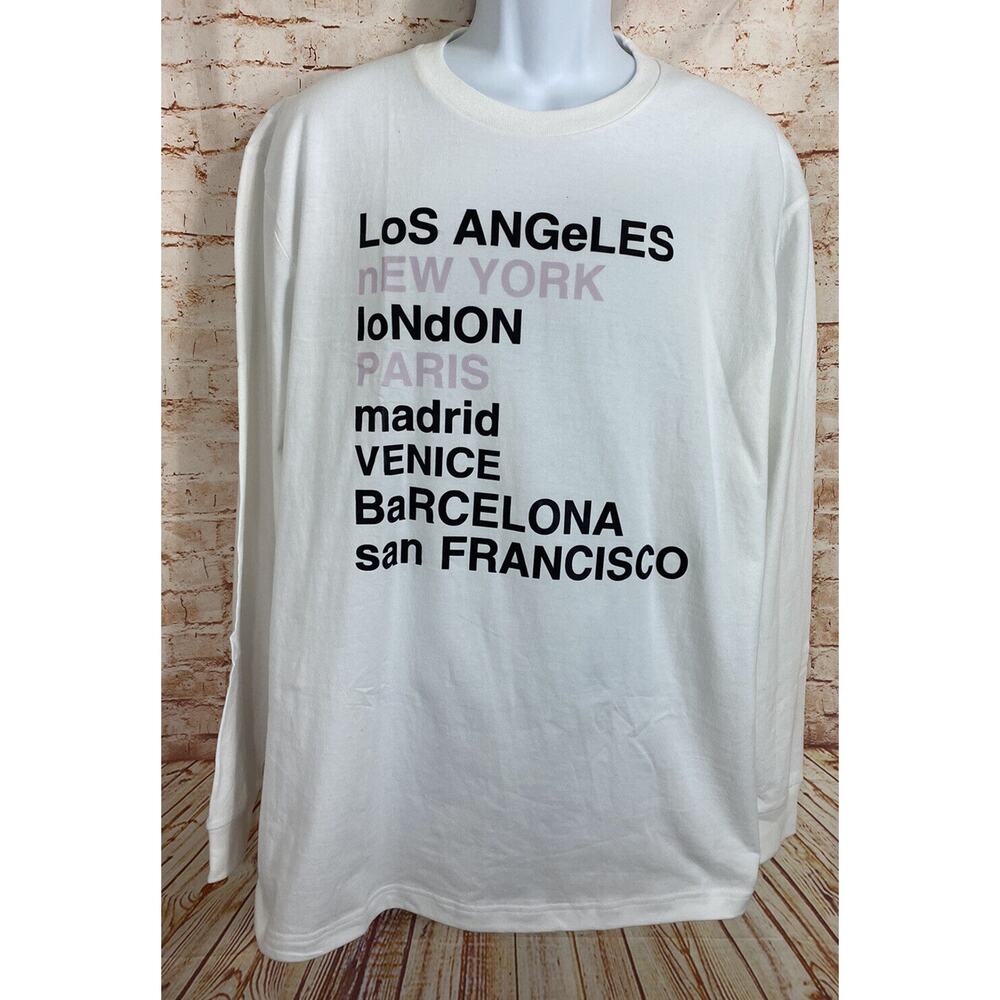 LoS ANGeLES
nEW YORK
loNdON
PARIS
madrid
VENICE
BaRCELONA
san FRANCISCO